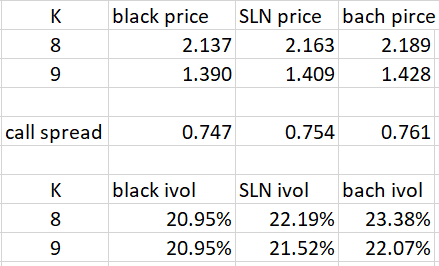 K black price SLN price bach pirce
8 2.137 2.163 2.189
9 1.390 1.409 1.428
call spread 0.747 0.754 0.761
K black ivol SLN ivol bach ivol
8 20.95% 22.19% 23.38%
9 20.95% 21.52% 22.07%